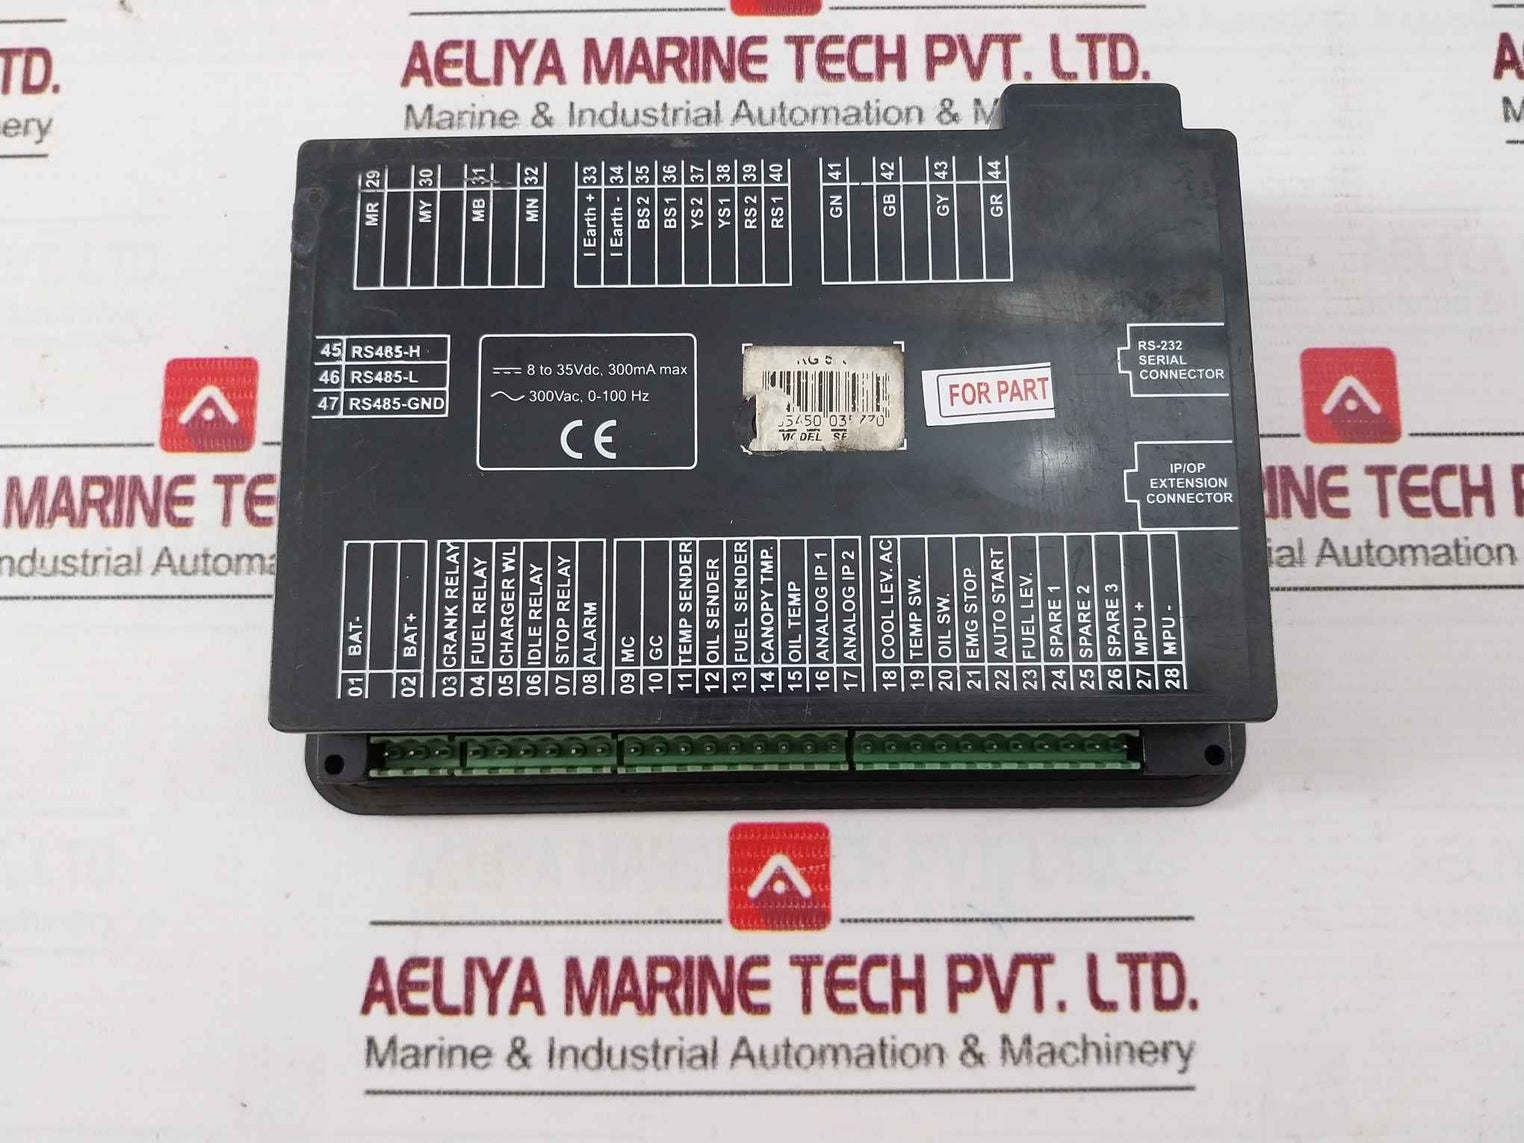 TD.
AELIYA MARINE TECH PVT. LTD.
Marine & Industrial Automation & M
ery
29 MR
30 MY
31 MB
32 MN
33 I Earth +
34 I Earth -
35 BS2
36 BS1
37 YS2
38 YS1
39 RS2
40 RS1
41 GN
42 GB
43 GY
44 GR
45 RS485-H
46 RS485-L
47 RS485-GND
8 to 35Vdc, 300mA max
300Vac, 0-100 Hz
CE
MODEL
FOR PART
RS-232
SERIAL
CONNECTOR
IP/OP
EXTENSION
CONNECTOR
MARINE TE
ndustrial Automa
INE TECH P
ial Automation
01 BAT-
02 BAT+
03 CRANK RELAY
04 FUEL RELAY
05 CHARGER WL
06 IDLE RELAY
07 STOP RELAY
08 ALARM
09 MC
10 GC
11 TEMP SENDER
12 OIL SENDER
13 FUEL SENDER
14 CANOPY TMP.
15 OIL TEMP
16 ANALOG IP 1
17 ANALOG IP 2
18 COOL LEV. AC
19 TEMP SW.
20 OIL SW.
21 EMG STOP
22 AUTO START
23 FUEL LEV.
24 SPARE 1
25 SPARE 2
26 SPARE 3
27 MPU +
28 MPU -
AELIYA MARINE TECH PVT. LTD.
Marine & Industrial Automation & Machinery